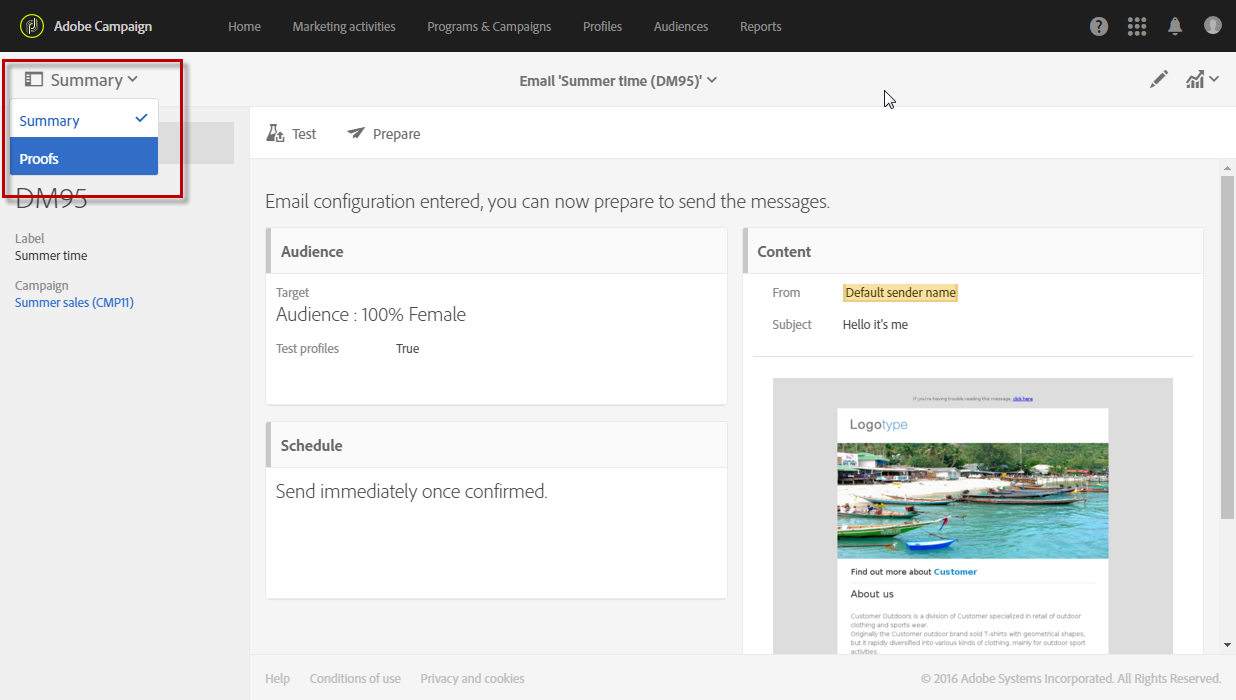 Adobe Campaign
Home
Marketing activities
Programs & Campaigns
Profiles
Audiences
Reports
Summary
Email 'Summer time (DM95)'
Summary
Proofs
DM95
Label
Summer time
Campaign
Summer sales (CMP11)
Test
Prepare
Email configuration entered, you can now prepare to send the messages.
Audience
Target
Audience : 100% Female
Test profiles True
Schedule
Send immediately once confirmed.
Content
From Default sender name
Subject Hello it's me
If you're having trouble reading this message, click here
Logotype
Find out more about Customer
About us
Customer Outdoors is a division of Customer specialized in retail of outdoor
clothing and sports wear.
Originally the Customer outdoor brand sold T-shirts with geometrical shapes,
but it rapidly diversified into various kinds of clothing, mainly for outdoor sport
activities.
Help
Conditions of use
Privacy and cookies
© 2016 Adobe Systems Incorporated. All Rights Reserved.